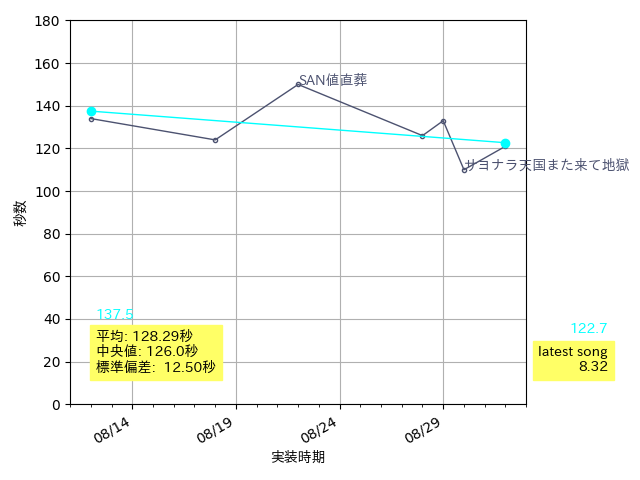 180
160
140
120
100
80
60
40
20
0
秒数
SAN値直葬
サヨナラ天国また来て地獄
137.5
平均: 128.29秒
中央値: 126.0秒
標準偏差: 12.50秒
122.7
latest song
8.32
08/14
08/19
08/24
08/29
実装時期